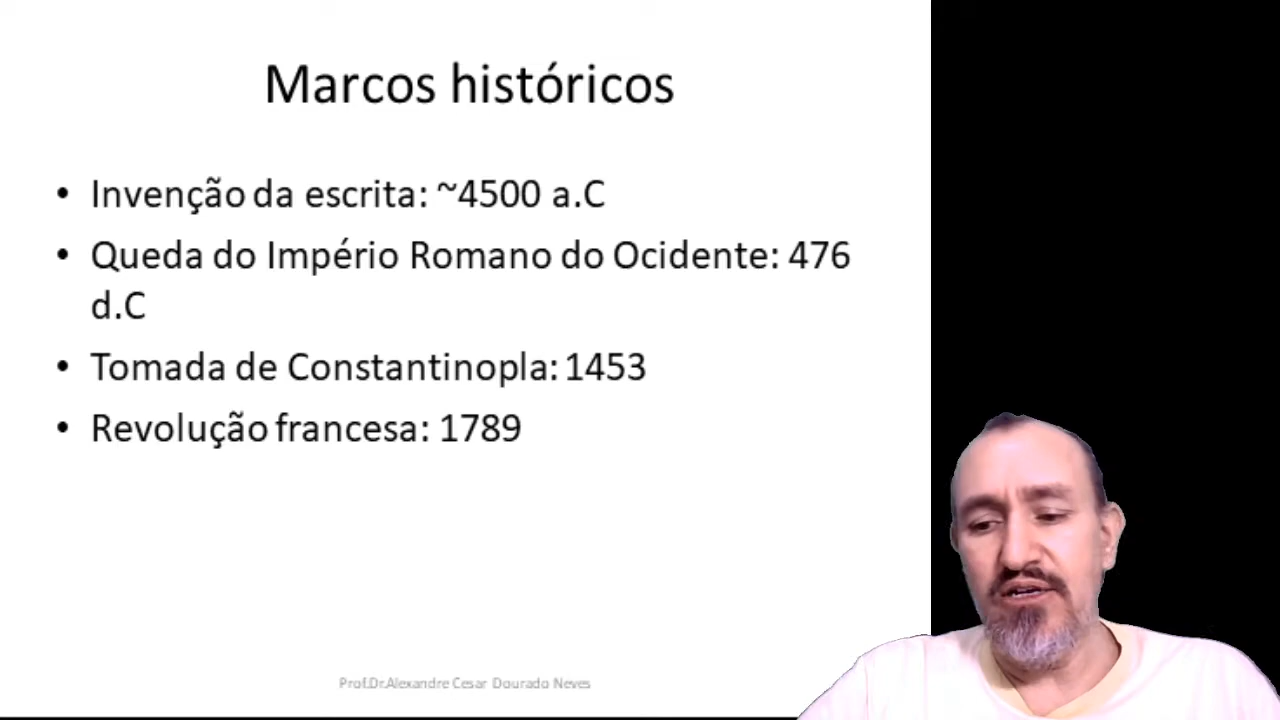 Marcos históricos
• Invenção da escrita: ~4500 a.C
• Queda do Império Romano do Ocidente: 476
d.C
• Tomada de Constantinopla: 1453
• Revolução francesa: 1789
Prof.Dr.Alexandre Cesar Dourado Neves